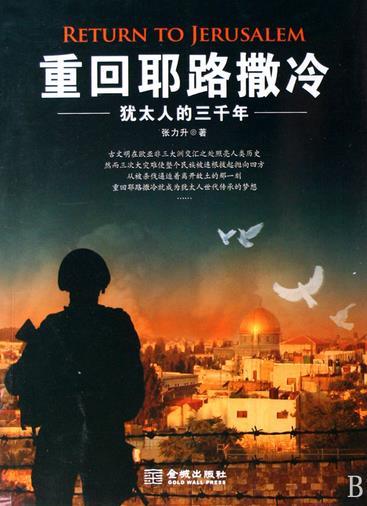 RETURN TO JERUSALEM
重回耶路撒冷
犹太人的三千年
张力升◎著
古文明在欧亚非三大洲交汇之处照亮人类历史
然而三次大灾难使整个民族被连根拔起抛向四方
从被杀伐逼迫着离开故土的那一刻
重回耶路撒冷就成为犹太人世代传承的梦想
……
金城出版社
GOLD WALL PRESS
B